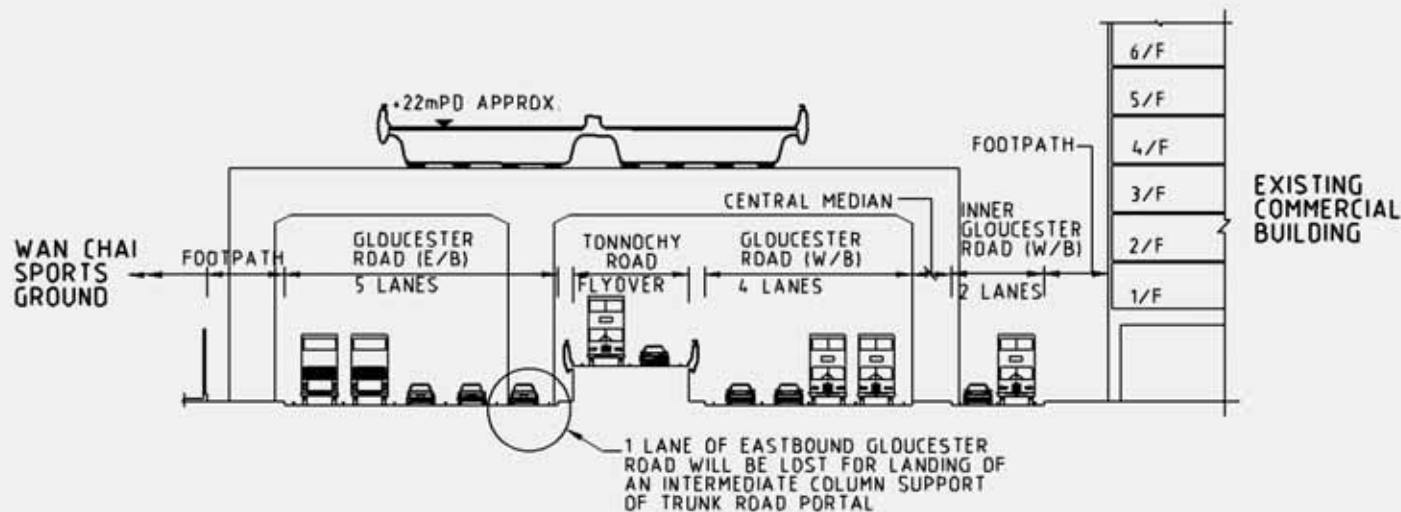 6/F
5/F
4/F
3/F
2/F
1/F
+22mPD APPROX.
FOOTPATH
CENTRAL MEDIAN
INNER
GLOUCESTER
ROAD (W/B)
2 LANES
EXISTING
COMMERCIAL
BUILDING
WAN CHAI
SPORTS
GROUND
FOOTPATH
GLOUCESTER
ROAD (E/B)
5 LANES
TONNOCHY
ROAD
FLYOVER
GLOUCESTER
ROAD (W/B)
4 LANES
1 LANE OF EASTBOUND GLOUCESTER
ROAD WILL BE LOST FOR LANDING OF
AN INTERMEDIATE COLUMN SUPPORT
OF TRUNK ROAD PORTAL